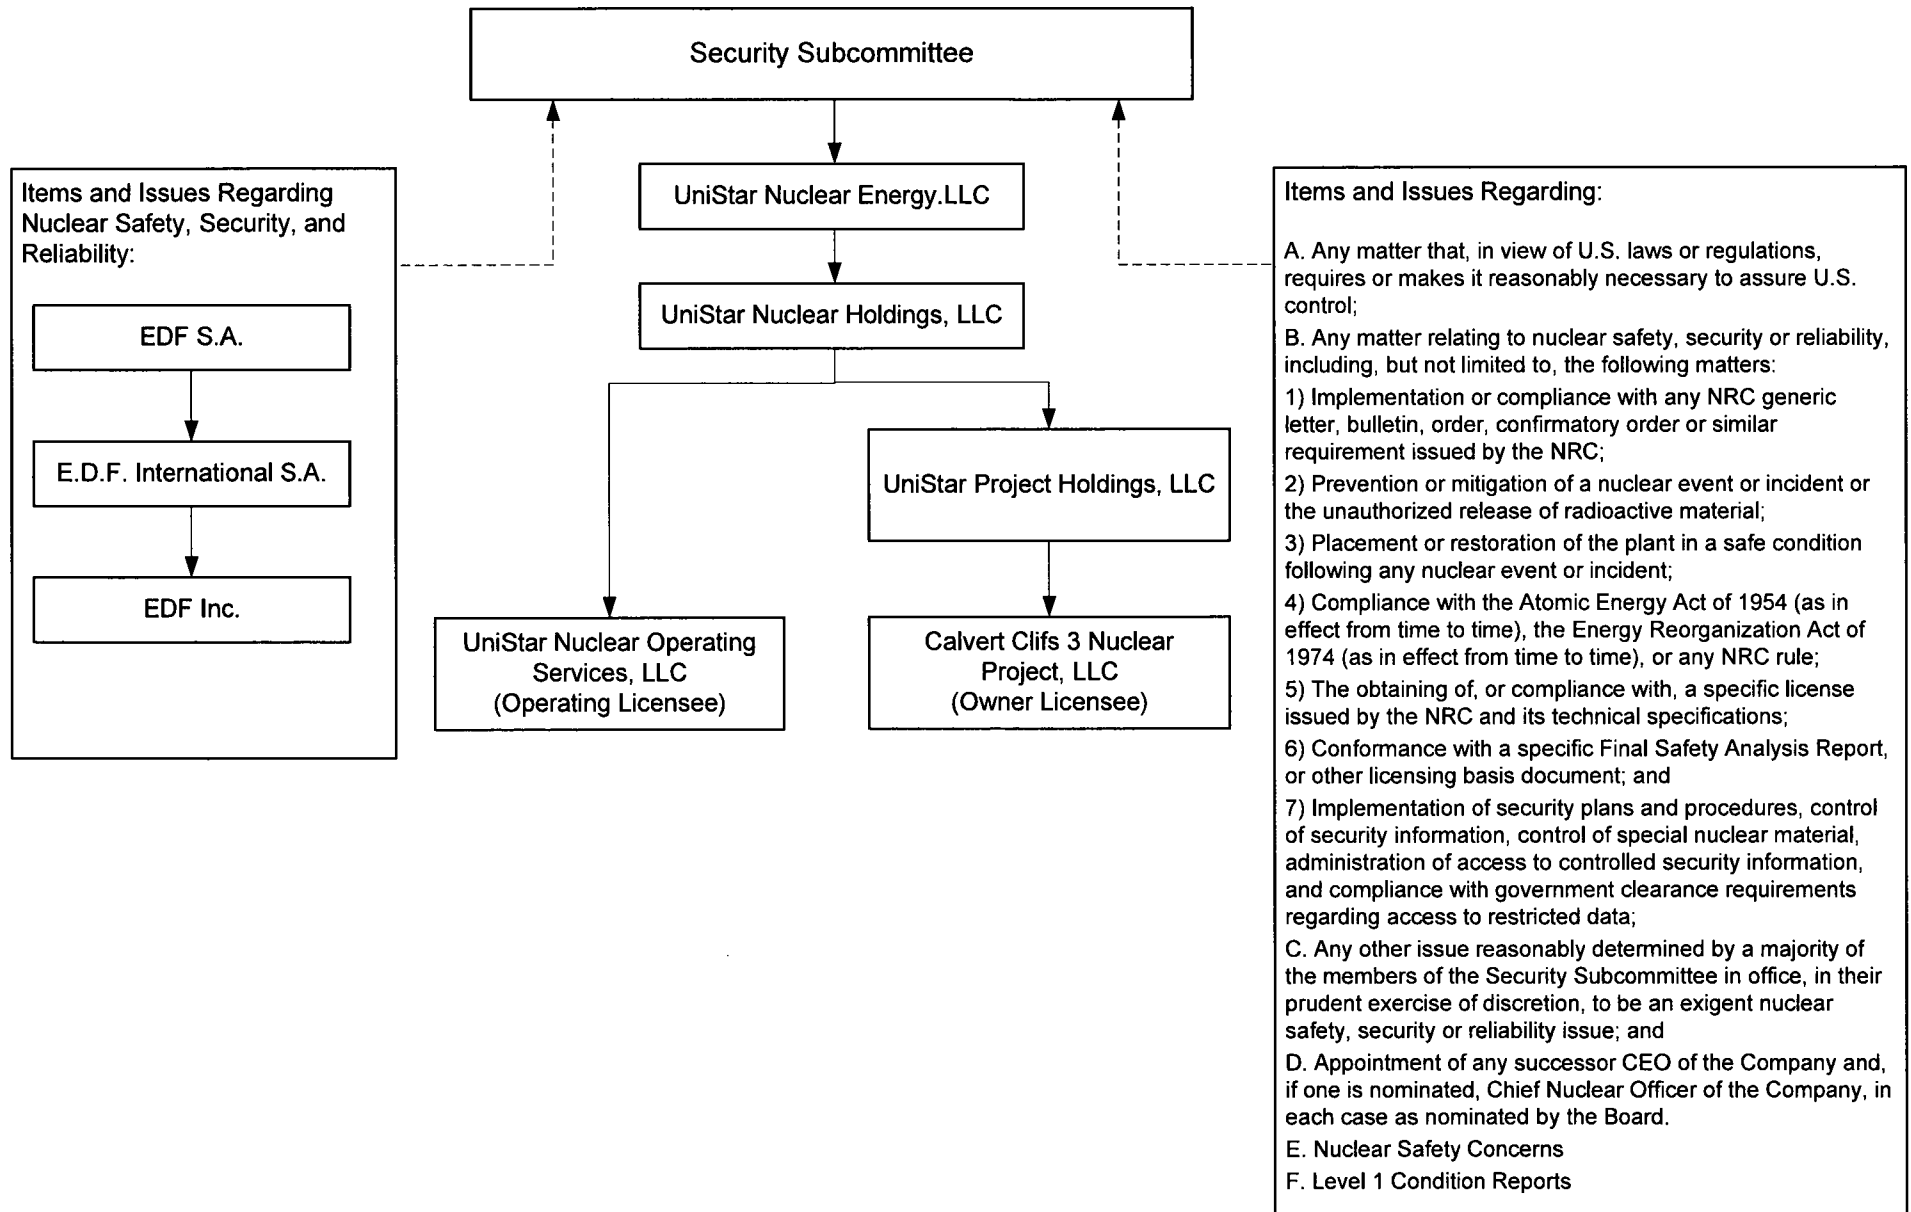 Security Subcommittee
Items and Issues Regarding
Nuclear Safety, Security, and
Reliability:
EDF S.A.
E.D.F. International S.A.
EDF Inc.
UniStar Nuclear Energy.LLC
UniStar Nuclear Holdings, LLC
UniStar Project Holdings, LLC
UniStar Nuclear Operating
Services, LLC
(Operating Licensee)
Calvert Clifs 3 Nuclear
Project, LLC
(Owner Licensee)
Items and Issues Regarding:
A. Any matter that, in view of U.S. laws or regulations,
requires or makes it reasonably necessary to assure U.S.
control;
B. Any matter relating to nuclear safety, security or reliability,
including, but not limited to, the following matters:
1) Implementation or compliance with any NRC generic
letter, bulletin, order, confirmatory order or similar
requirement issued by the NRC;
2) Prevention or mitigation of a nuclear event or incident or
the unauthorized release of radioactive material;
3) Placement or restoration of the plant in a safe condition
following any nuclear event or incident;
4) Compliance with the Atomic Energy Act of 1954 (as in
effect from time to time), the Energy Reorganization Act of
1974 (as in effect from time to time), or any NRC rule;
5) The obtaining of, or compliance with, a specific license
issued by the NRC and its technical specifications;
6) Conformance with a specific Final Safety Analysis Report,
or other licensing basis document; and
7) Implementation of security plans and procedures, control
of security information, control of special nuclear material,
administration of access to controlled security information,
and compliance with government clearance requirements
regarding access to restricted data;
C. Any other issue reasonably determined by a majority of
the members of the Security Subcommittee in office, in their
prudent exercise of discretion, to be an exigent nuclear
safety, security or reliability issue; and
D. Appointment of any successor CEO of the Company and,
if one is nominated, Chief Nuclear Officer of the Company, in
each case as nominated by the Board.
E. Nuclear Safety Concerns
F. Level 1 Condition Reports